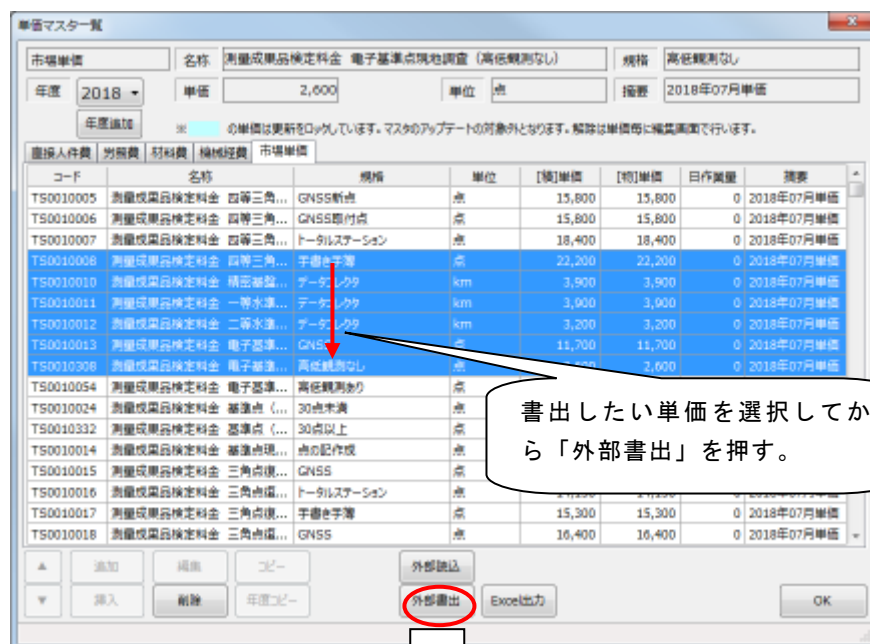 単価マスター覧
市場単価 名称 測量成果品検定料金 電子基準点現地調査（高低観測なし） 規格 高低観測なし
年度 2018 単価 2,600 単位 点 摘要 2018年07月単価
年度追加 ※ の単価は更新をロックしています。マスタのアップデートの対象外となります。解除は単価毎に編集画面で行います。
直接人件費 労務費 材料費 機械経費 市場単価
コード 名称 規格 単位 [積]単価 [物]単価 日作業量 摘要
TS0010005 測量成果品検定料金 四等三角... GNSS新点 点 15,800 15,800 0 2018年07月単価
TS0010006 測量成果品検定料金 四等三角... GNSS取付点 点 15,800 15,800 0 2018年07月単価
TS0010007 測量成果品検定料金 四等三角... トータルステーション 点 18,400 18,400 0 2018年07月単価
TS0010008 測量成果品検定料金 四等三角... 手書き手簿 点 22,200 22,200 0 2018年07月単価
TS0010010 測量成果品検定料金 精密基盤... データコレクタ km 3,900 3,900 0 2018年07月単価
TS0010011 測量成果品検定料金 一等水準... データコレクタ km 3,900 3,900 0 2018年07月単価
TS0010012 測量成果品検定料金 二等水準... データコレクタ km 3,200 3,200 0 2018年07月単価
TS0010013 測量成果品検定料金 電子基準... GNSS 点 11,700 11,700 0 2018年07月単価
TS0010308 測量成果品検定料金 電子基準... 高低観測なし 点 2,600 0 2018年07月単価
TS0010054 測量成果品検定料金 電子基準... 高低観測あり 点
TS0010024 測量成果品検定料金 基準点（... 30点未満 点
TS0010332 測量成果品検定料金 基準点（... 30点以上 点
TS0010014 測量成果品検定料金 基準点現... 点の記作成 点
TS0010015 測量成果品検定料金 三角点復... GNSS 点
TS0010016 測量成果品検定料金 三角点復... トータルステーション 点
TS0010017 測量成果品検定料金 三角点復... 手書き手簿 点 15,300 15,300 0 2018年07月単価
TS0010018 測量成果品検定料金 三角点復... GNSS 点 16,400 16,400 0 2018年07月単価
書出したい単価を選択してか
ら「外部書出」を押す。
▲ 追加 編集 コピー 外部読込
▼ 挿入 削除 年度コピー 外部書出 Excel出力 OK